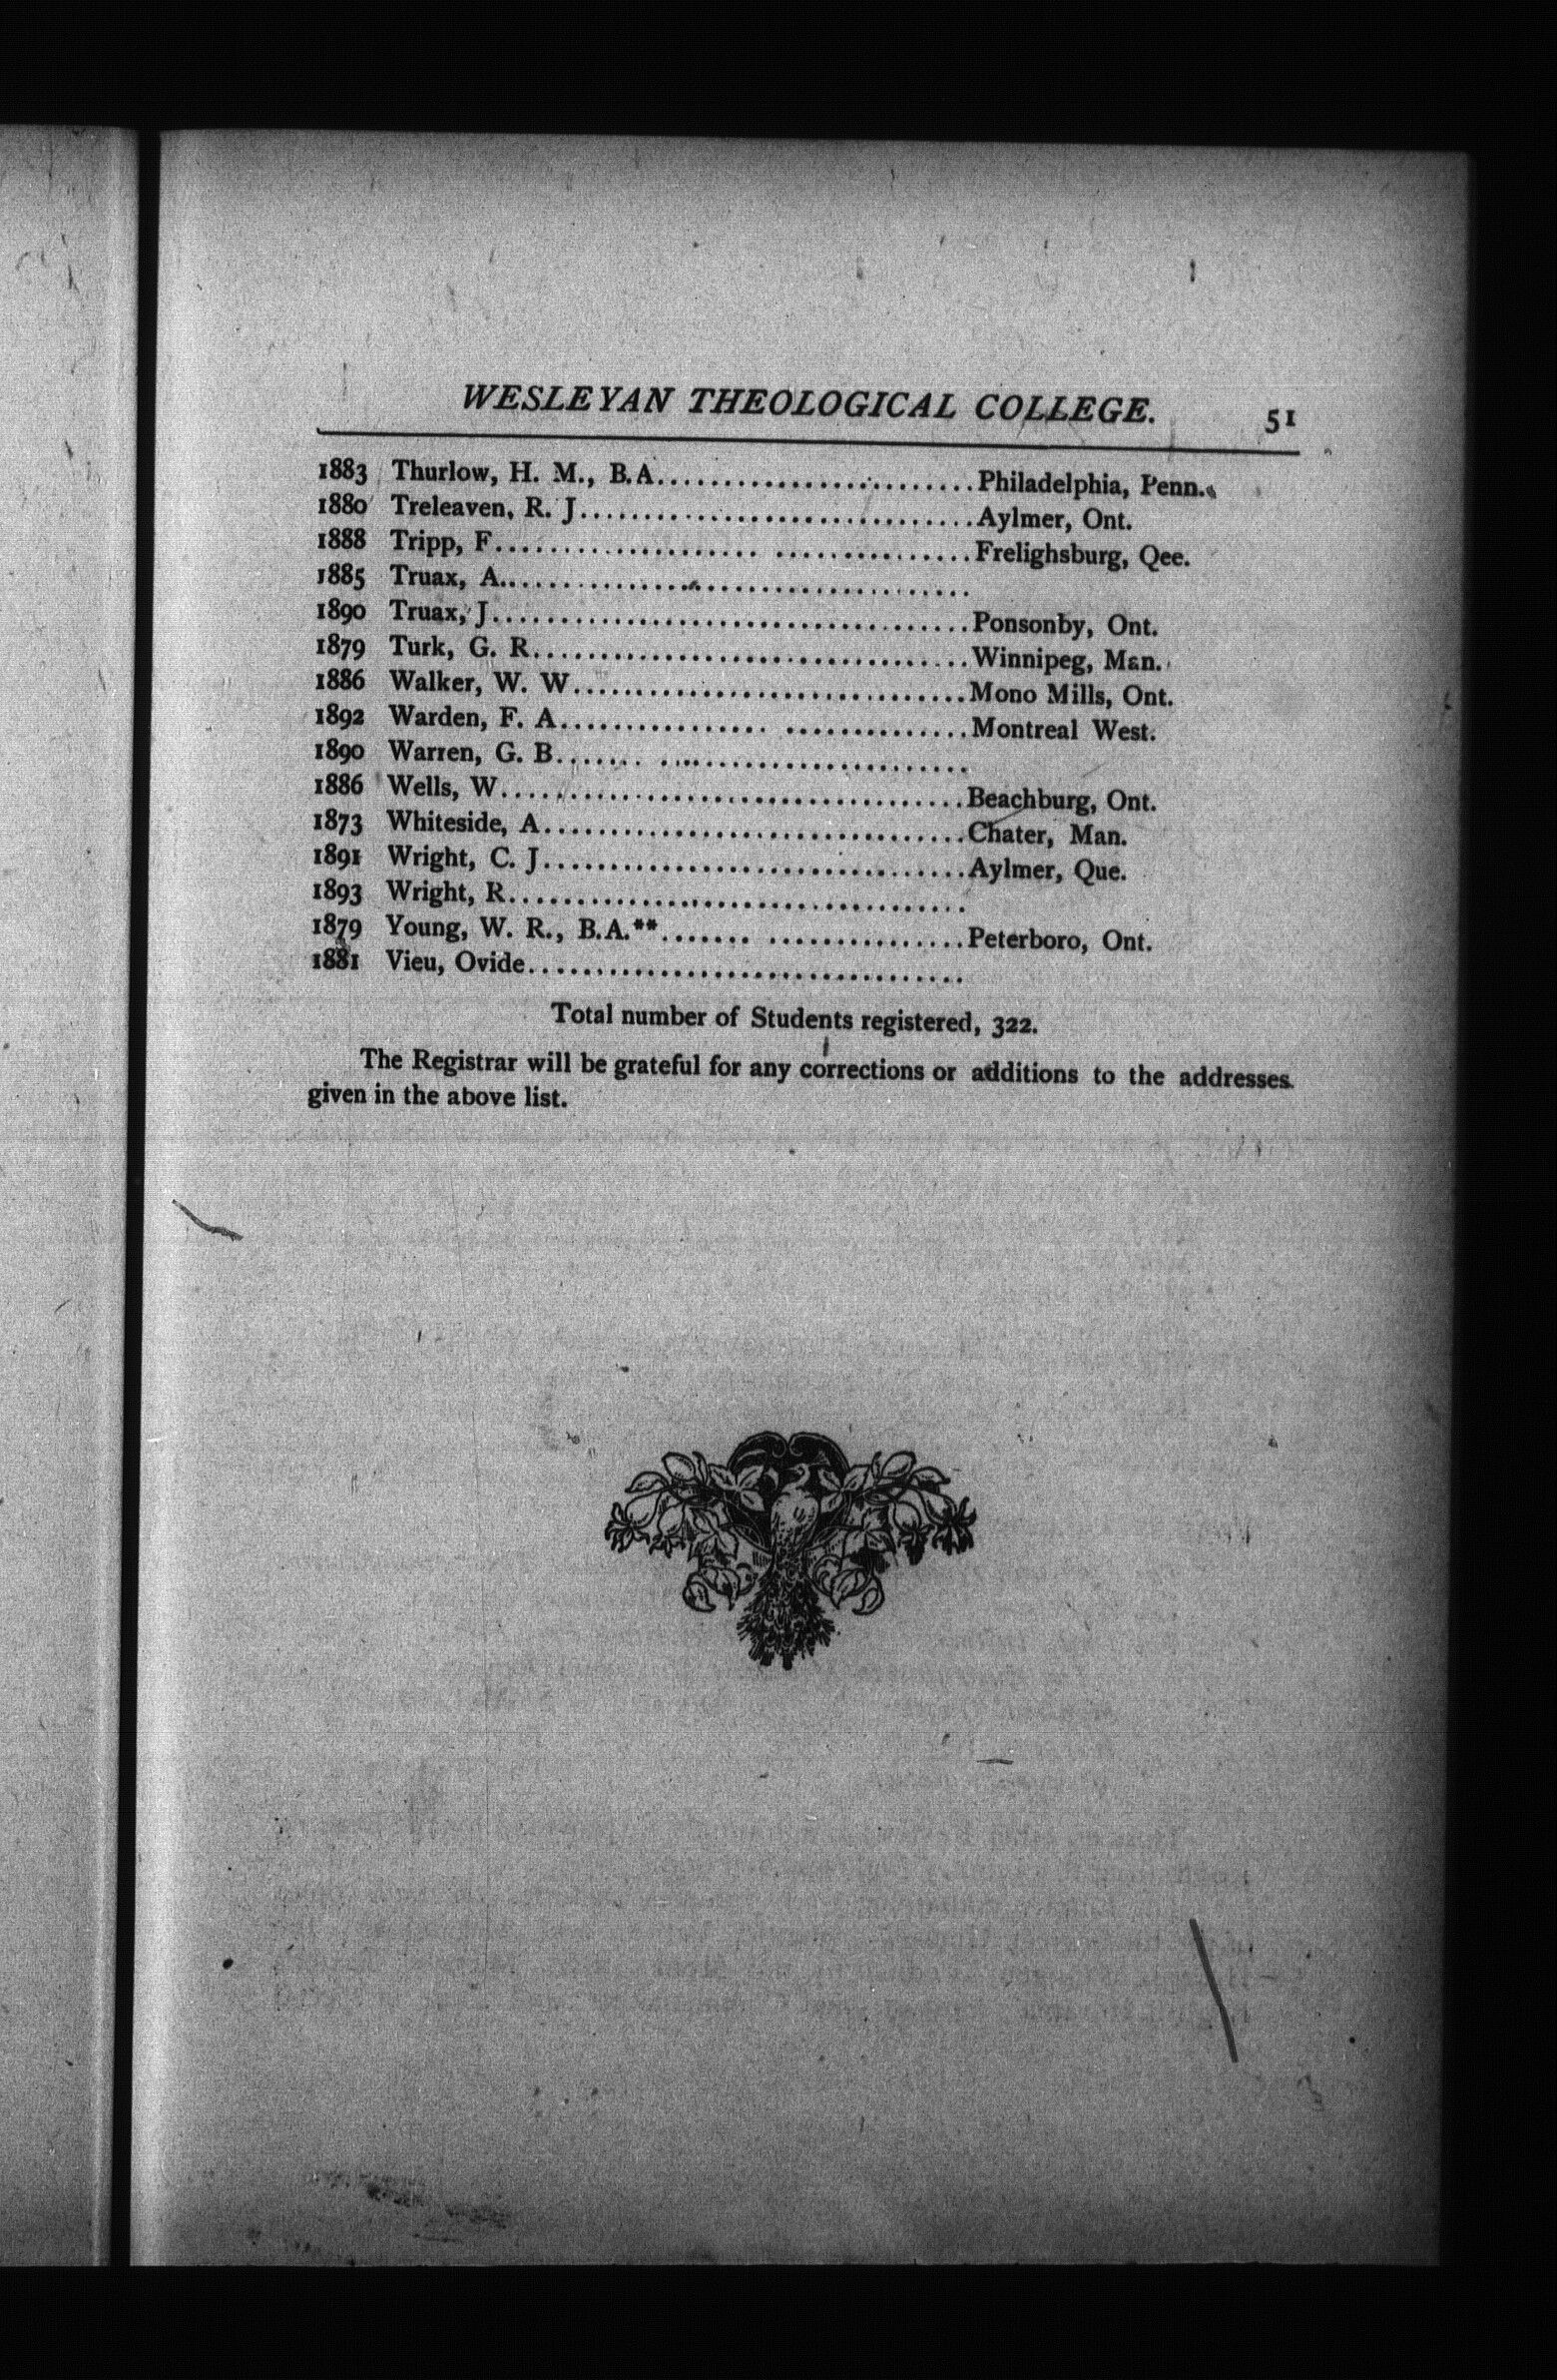 WESLEYAN THEOLOGICAL COLLEGE. 51
1883 Thurlow, H. M., B.A........................Philadelphia, Penn.
1880 Treleaven, R. J..............................Aylmer, Ont.
1888 Tripp, F.................... ...............Frelighsburg, Qee.
1885 Truax, A...................................
1890 Truax, J....................................Ponsonby, Ont.
1879 Turk, G. R.................................Winnipeg, Man.
1886 Walker, W. W..............................Mono Mills, Ont.
1892 Warden, F. A................ ..............Montreal West.
1890 Warren, G. B....... ........................
1886 Wells, W...................................Beachburg, Ont.
1873 Whiteside, A................................Chater, Man.
1891 Wright, C. J................................Aylmer, Que.
1893 Wright, R...................................
1879 Young, W. R., B.A.**....... ...............Peterboro, Ont.
1881 Vieu, Ovide.................................
Total number of Students registered, 322.
The Registrar will be grateful for any corrections or additions to the addresses
given in the above list.